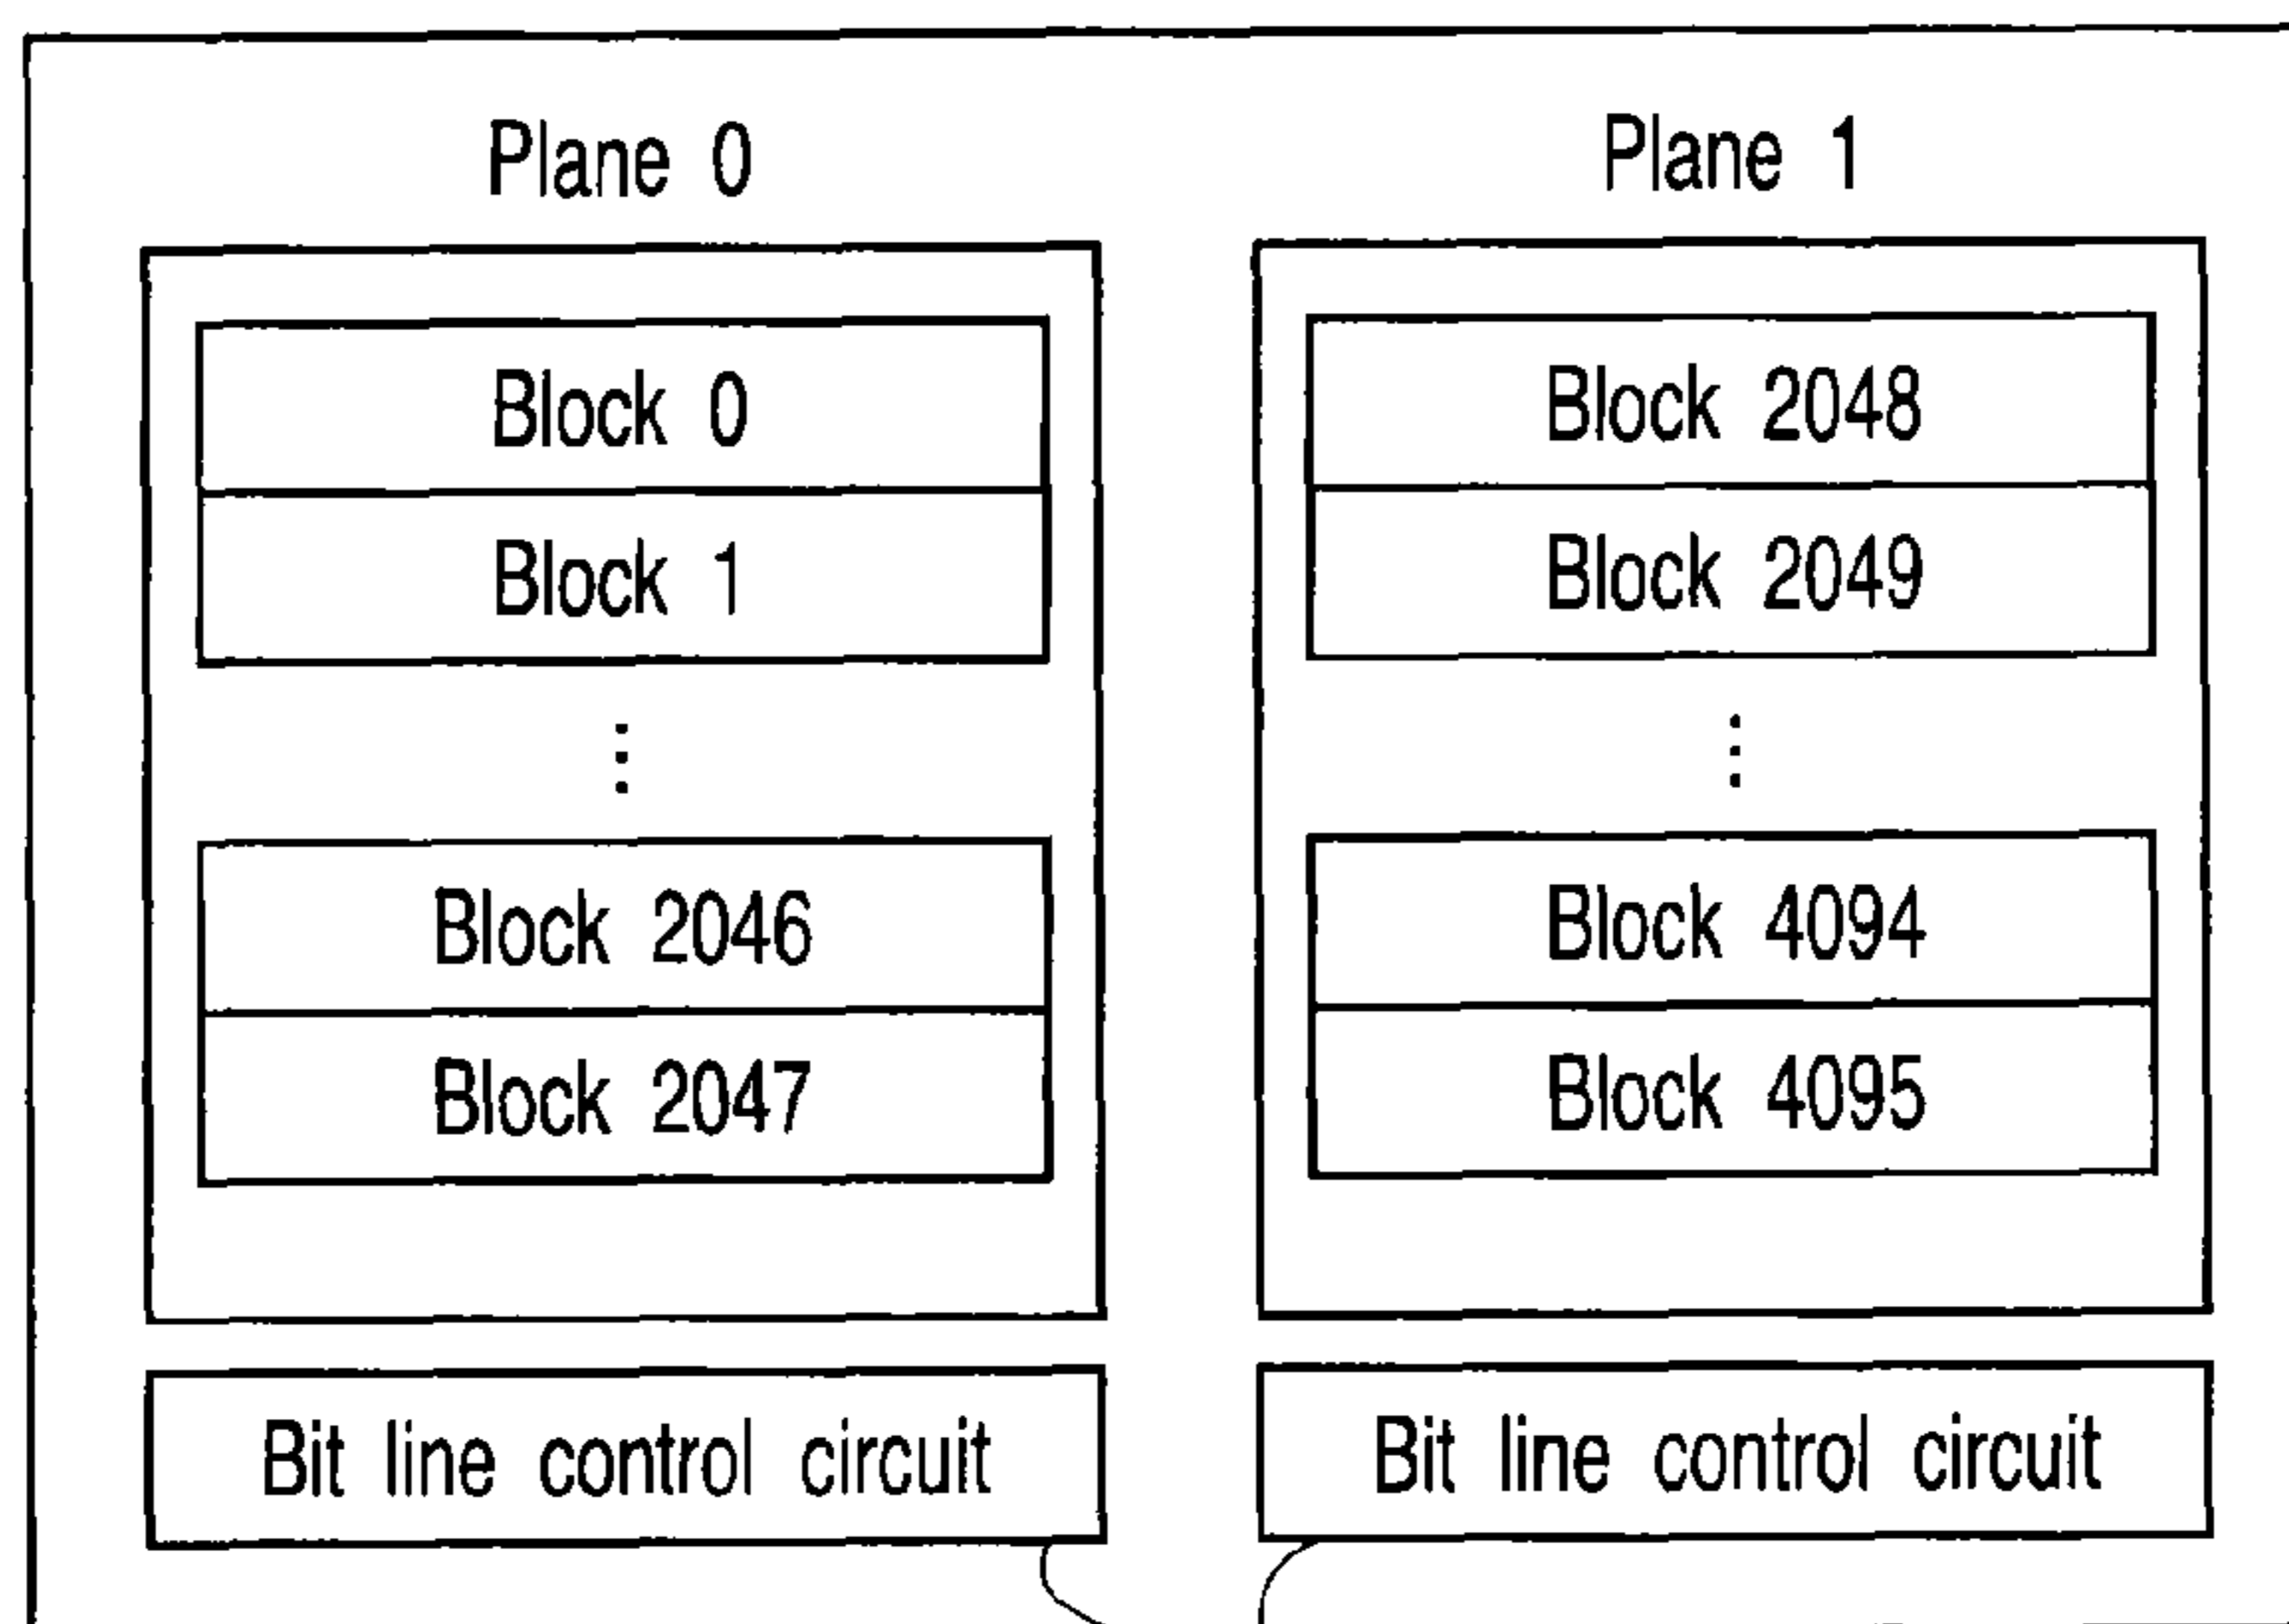 Plane 0
Block 0
Block 1
Block 2046
Block 2047
Bit line control circuit
Plane 1
Block 2048
Block 2049
Block 4094
Block 4095
Bit line control circuit